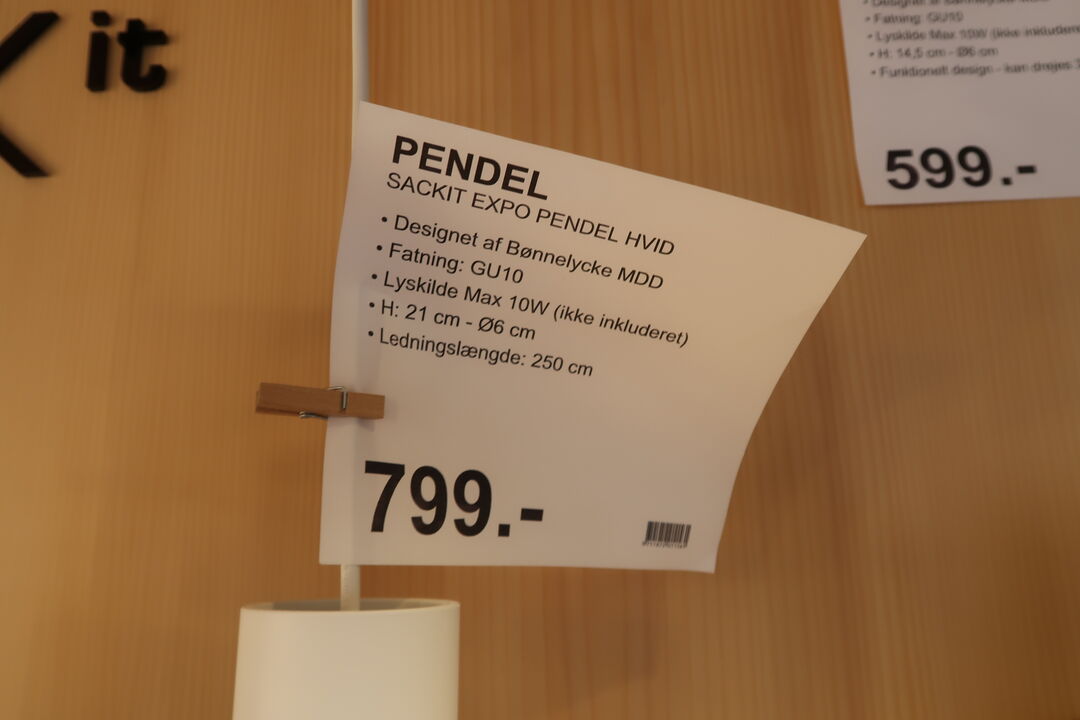 it
PENDEL
SACKIT EXPO PENDEL HVID
• Designet af Bønnelycke MDD
• Fatning: GU10
• Lyskilde Max 10W (ikke inkluderet)
• H: 21 cm - Ø6 cm
• Ledningslængde: 250 cm
799.-
• Fatning: GU10
• Lyskilde Max 10W (ikke
• H: 14,5 cm - Ø6 cm
• Funktionelt design - kan drejes
599.-